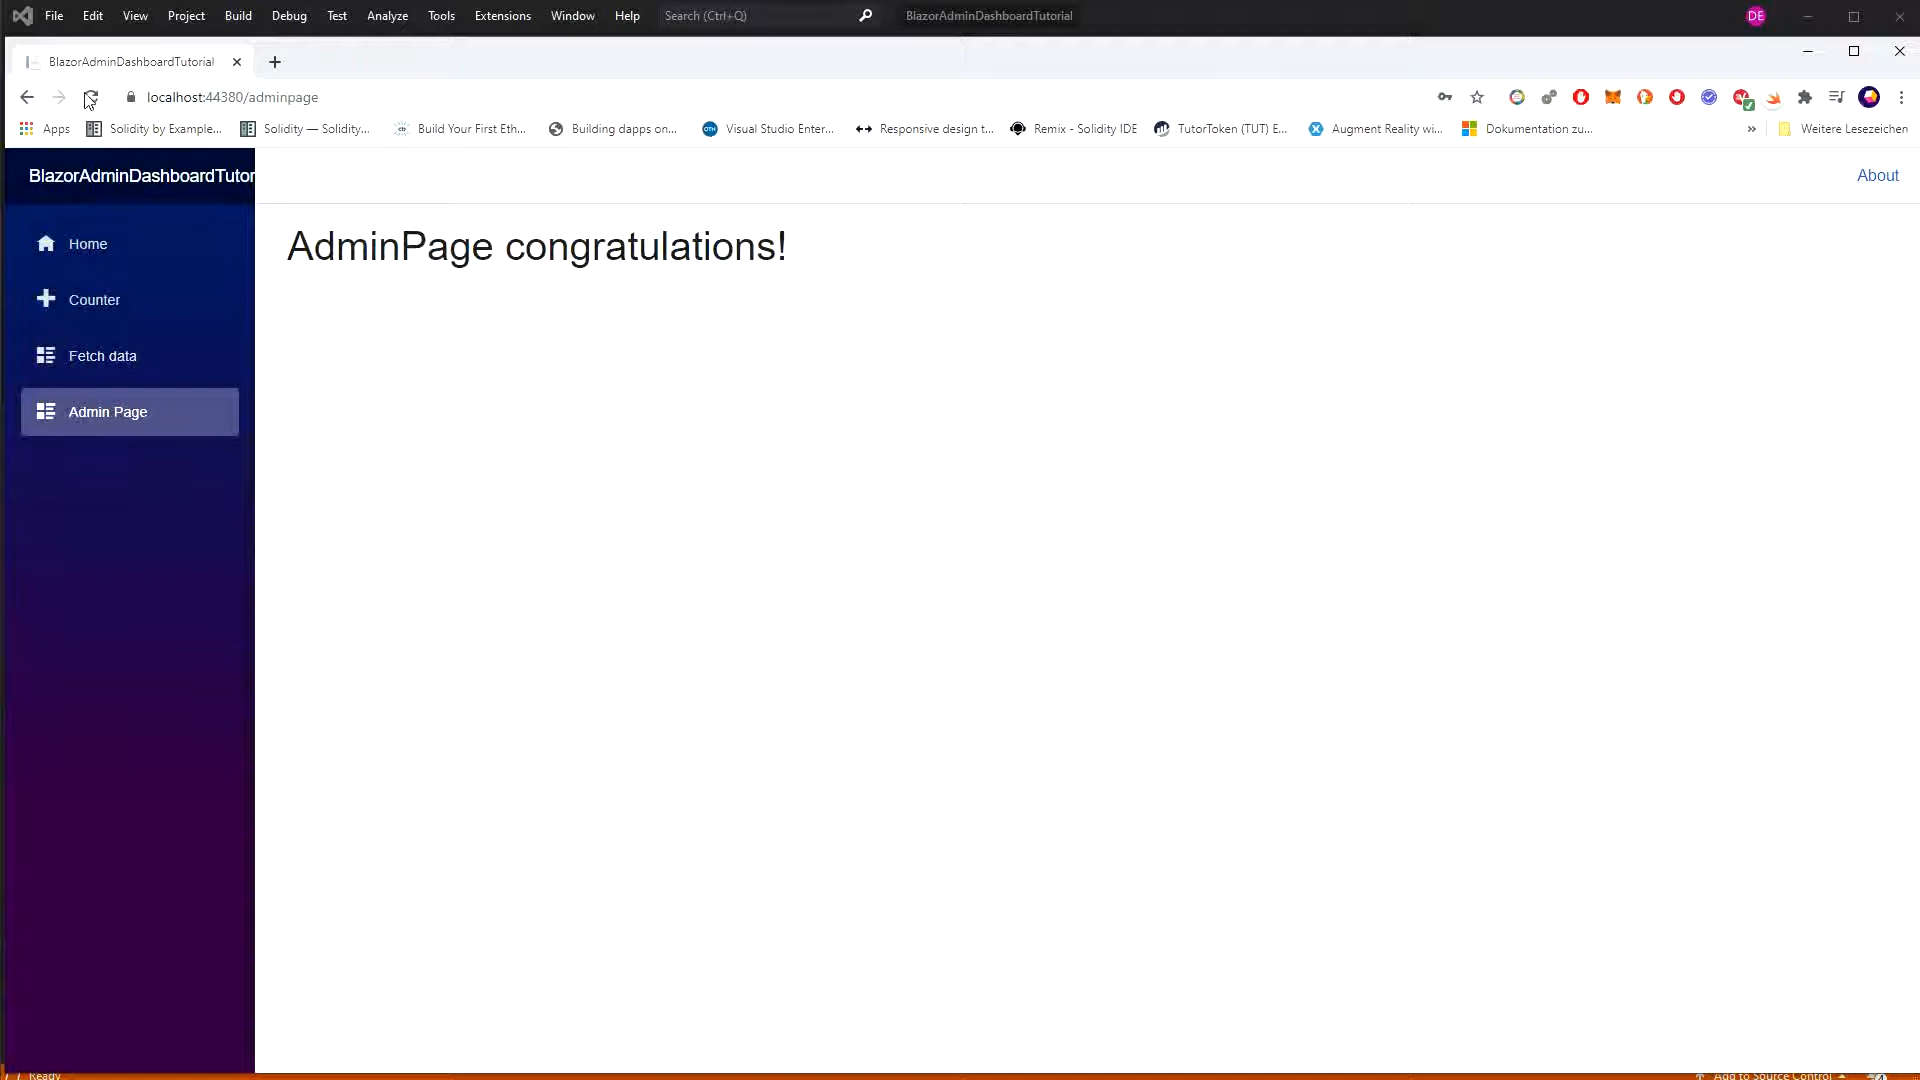 File Edit View Project Build Debug Test Analyze Tools Extensions Window Help Search (Ctrl+Q) BlazorAdminDashboardTutorial DE
BlazorAdminDashboardTutorial
localhost:44380/adminpage
Apps Solidity by Example... Solidity — Solidity... Build Your First Eth... Building dapps on... Visual Studio Enter... Responsive design t... Remix - Solidity IDE TutorToken (TUT) E... Augment Reality wi... Dokumentation zu... » Weitere Lesezeichen
BlazorAdminDashboardTutor
About
Home
AdminPage congratulations!
Counter
Fetch data
Admin Page
Ready Add to Source Control